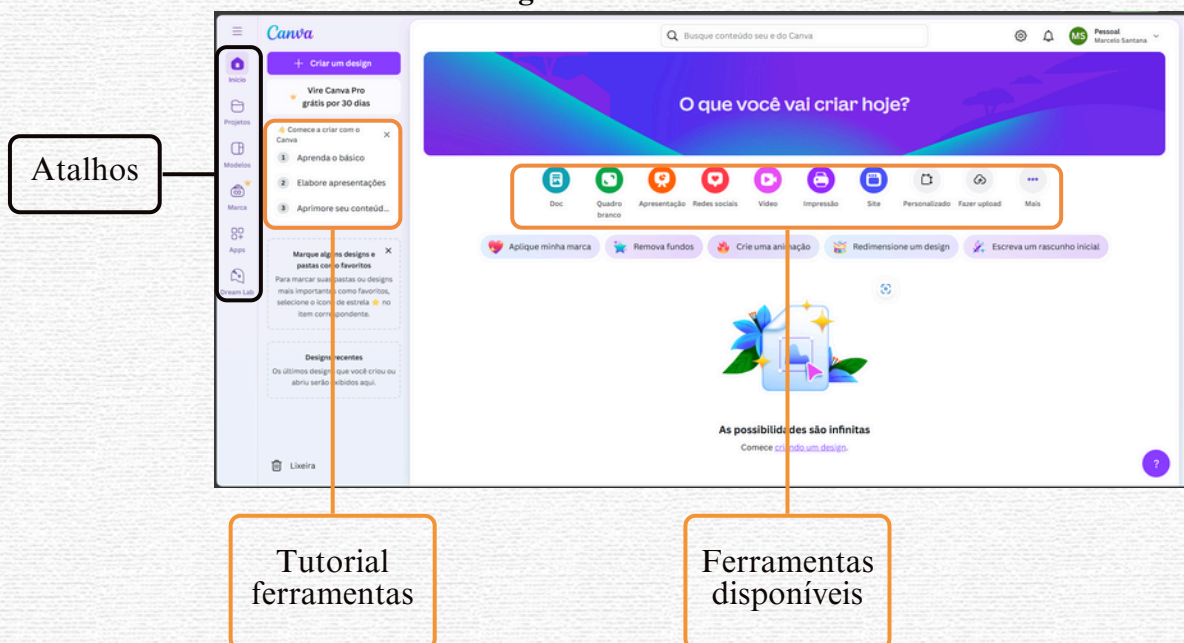 Canva
Busque conteúdo seu e do Canva
MS
Pessoal
Marcelo Santana
Início
Projetos
Modelos
Marca
Apps
Dream Lab
+ Criar um design
Vire Canva Pro
grátis por 30 dias
Comece a criar com o
Canva
1 Aprenda o básico
2 Elabore apresentações
3 Aprimore seu conteúd...
Marque alguns designs e
pastas como favoritos
Para marcar suas pastas ou designs
mais importantes como favoritos,
selecione o ícone de estrela no
item correspondente.
Designs recentes
Os últimos designs que você criou ou
abriu serão exibidos aqui.
Lixeira
O que você vai criar hoje?
Doc
Quadro
branco
Apresentação
Redes sociais
Vídeo
Impressão
Site
Personalizado
Fazer upload
Mais
Aplique minha marca
Remova fundos
Crie uma animação
Redimensione um design
Escreva um rascunho inicial
As possibilidades são infinitas
Comece criando um design.
?
Atalhos
Tutorial
ferramentas
Ferramentas
disponíveis